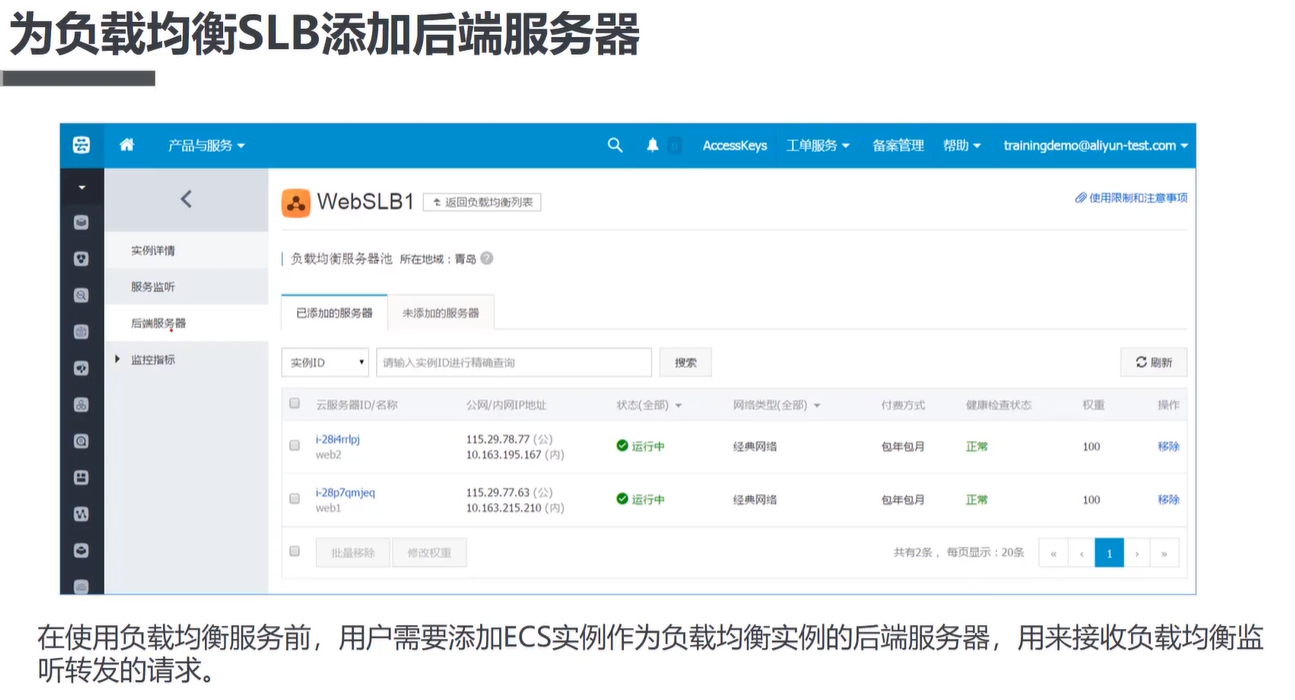 为负载均衡SLB添加后端服务器
产品与服务
AccessKeys 工单服务 备案管理 帮助 trainingdemo@aliyun-test.com
WebSLB1 返回负载均衡列表 使用限制和注意事项
实例详情
服务监听
后端服务器
监控指标
负载均衡服务器池 所在地域：青岛
已添加的服务器 未添加的服务器
实例ID 请输入实例ID进行精确查询 搜索 刷新
云服务器ID/名称 公网/内网IP地址 状态(全部) 网络类型(全部) 付费方式 健康检查状态 权重 操作
i-28i4rrlpj 115.29.78.77 (公) 运行中 经典网络 包年包月 正常 100 移除
web2 10.163.195.167 (内)
i-28p7qmjeq 115.29.77.63 (公) 运行中 经典网络 包年包月 正常 100 移除
web1 10.163.215.210 (内)
批量移除 修改权重 共有2条，每页显示：20条 « ‹ 1 › »
在使用负载均衡服务前，用户需要添加ECS实例作为负载均衡实例的后端服务器，用来接收负载均衡监
听转发的请求。